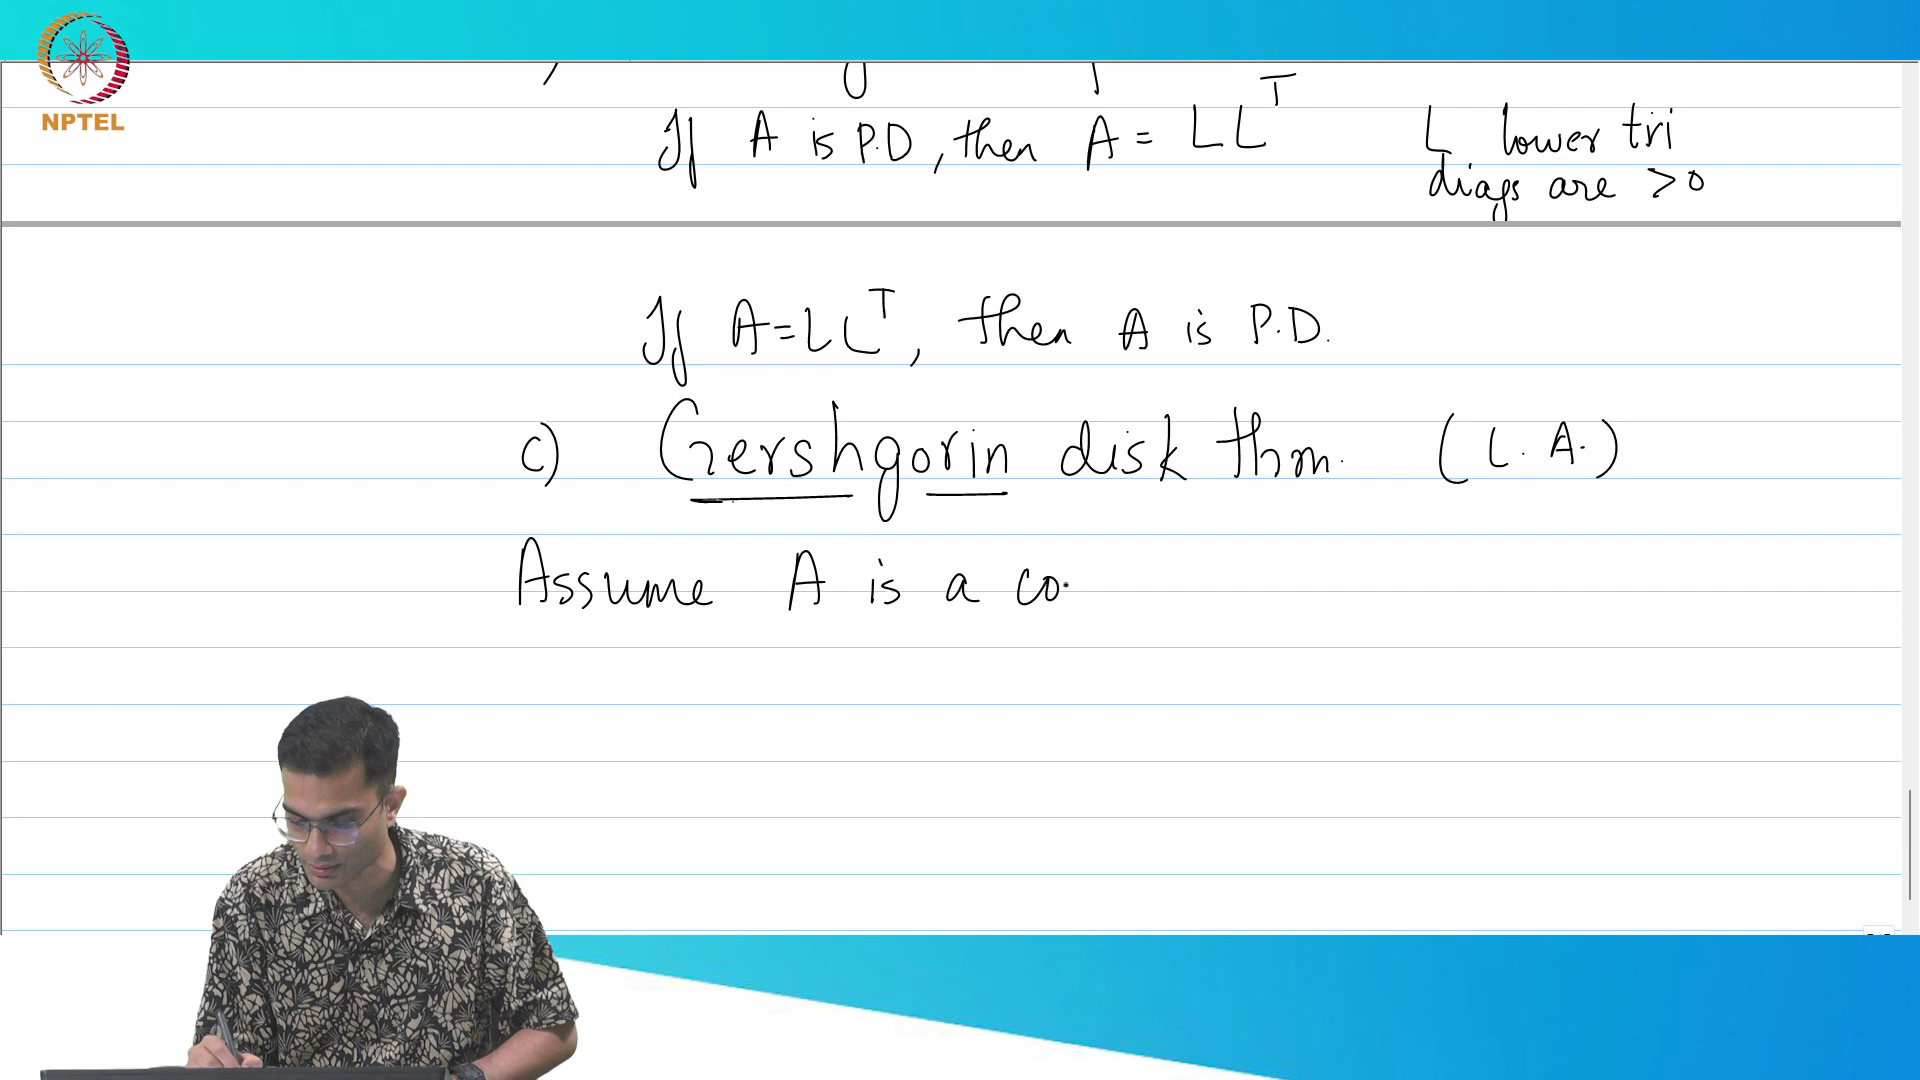 NPTEL
If A is P.D, then A = LL^T L lower tri
diags are >0
If A=LL^T, then A is P.D.
c) Gershgorin disk thm. (L.A.)
Assume A is a co